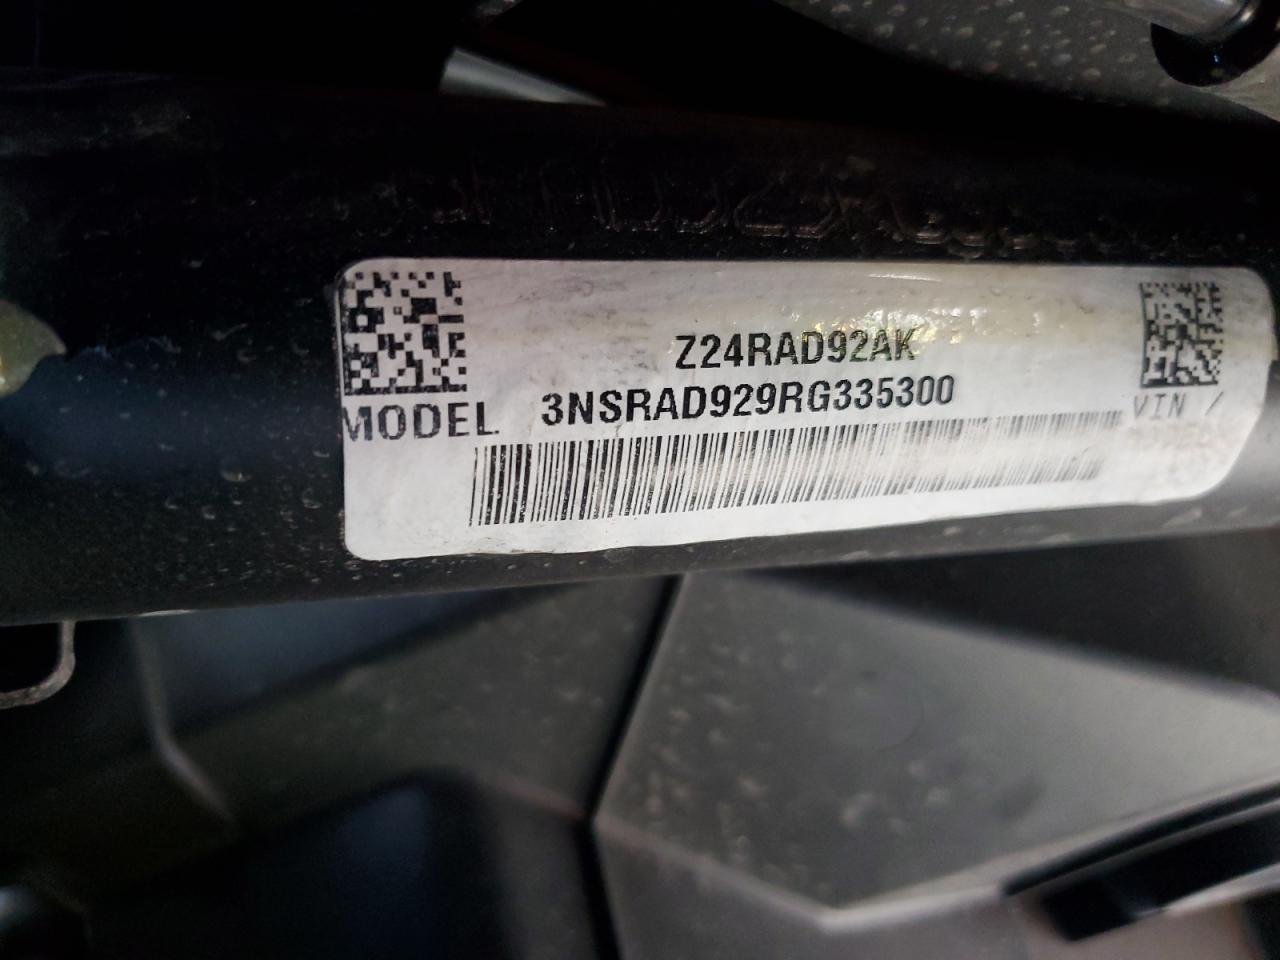 Z24RAD92AK
3NSRAD929RG335300
MODEL
VIN /